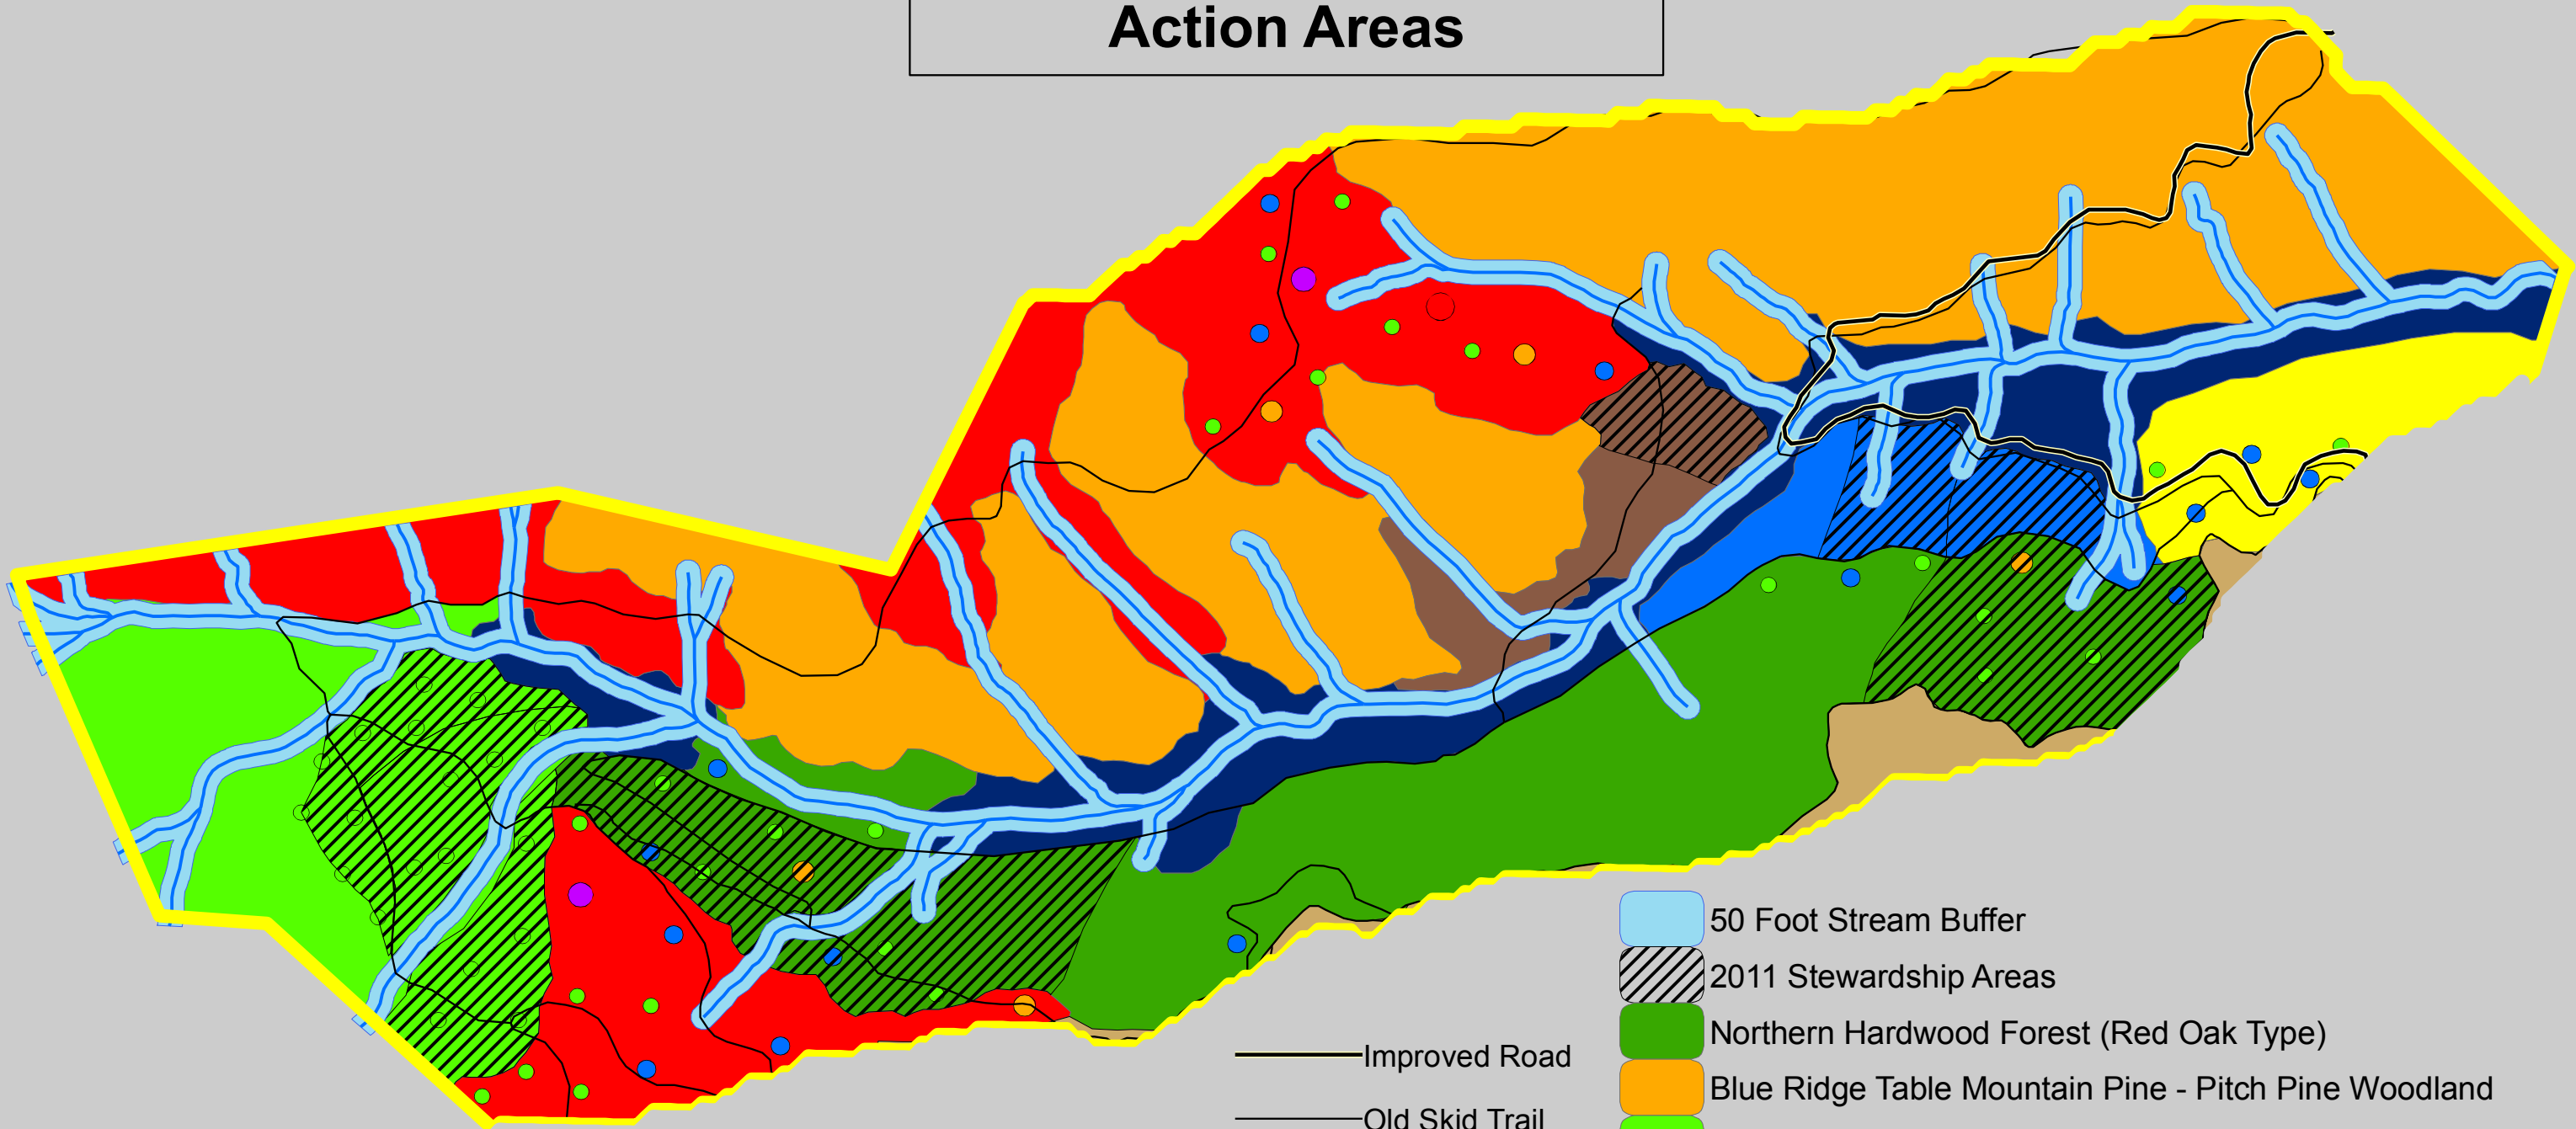 Action Areas
50 Foot Stream Buffer
2011 Stewardship Areas
Northern Hardwood Forest (Red Oak Type)
Improved Road
Blue Ridge Table Mountain Pine - Pitch Pine Woodland
Old Skid Trail